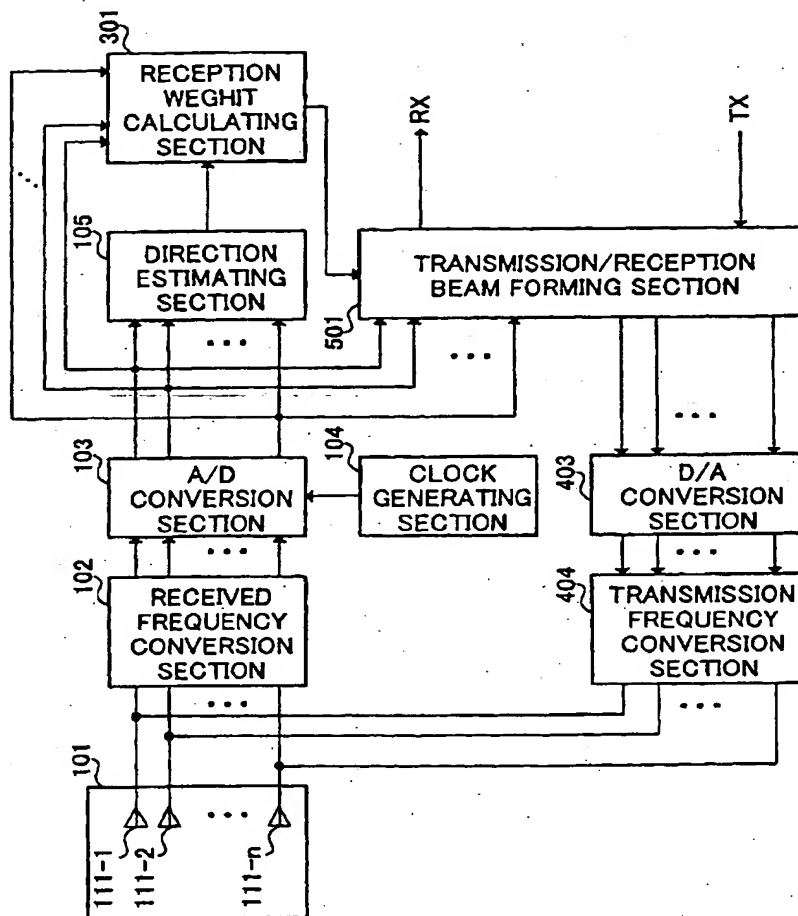 301
RECEPTION
WEGHIT
CALCULATING
SECTION
105
DIRECTION
ESTIMATING
SECTION
RX
TX
501
TRANSMISSION/RECEPTION
BEAM FORMING SECTION
103
A/D
CONVERSION
SECTION
104
CLOCK
GENERATING
SECTION
403
D/A
CONVERSION
SECTION
102
RECEIVED
FREQUENCY
CONVERSION
SECTION
404
TRANSMISSION
FREQUENCY
CONVERSION
SECTION
101
111-1
111-2
111-n